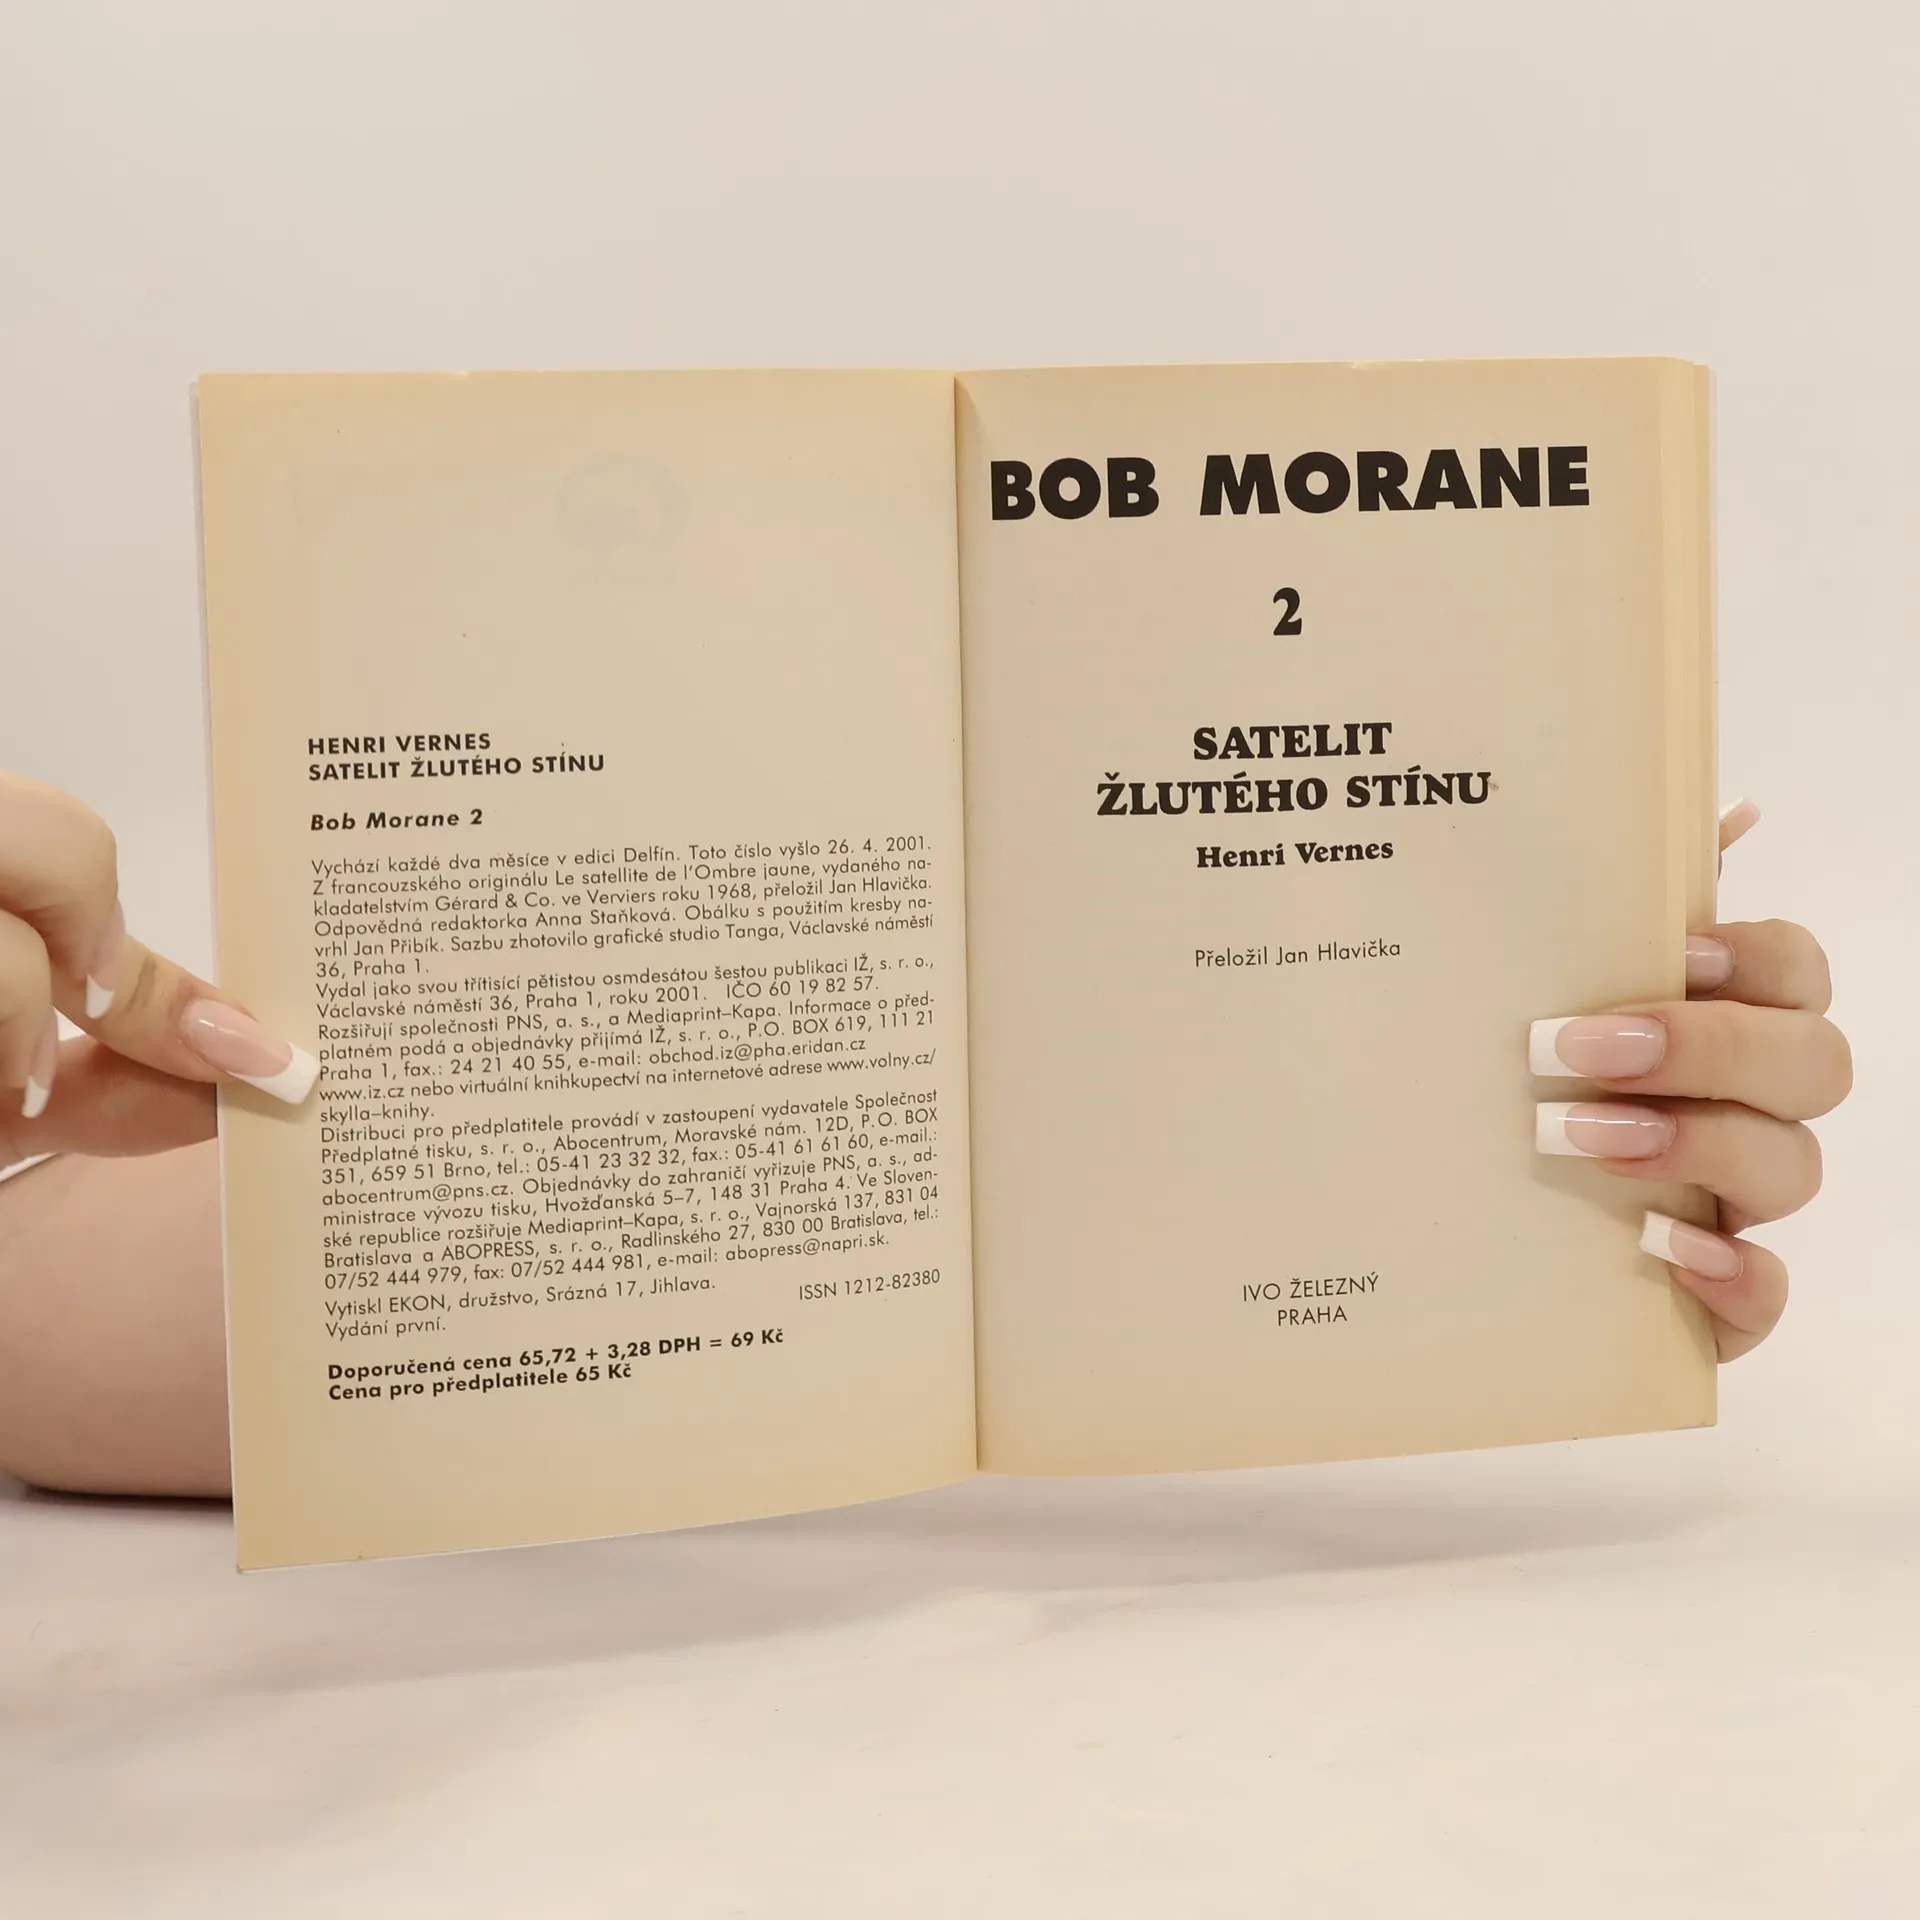 HENRI VERNES
SATELIT ŽLUTÉHO STÍNU
Bob Morane 2
Vychází každé dva měsíce v edici Delfín. Toto číslo vyšlo 26. 4. 2001.
Z francouzského originálu Le satellite de l'Ombre jaune, vydaného na-
kladatelstvím Gérard & Co. ve Verviers roku 1968, přeložil Jan Hlavička.
Odpovědná redaktorka Anna Staňková. Obálku s použitím kresby na-
vrhl Jan Přibík. Sazbu zhotovilo grafické studio Tanga, Václavské náměstí
36, Praha 1.
Vydal jako svou třítisící pětistou osmdesátou šestou publikaci IŽ, s. r. o.,
Václavské náměstí 36, Praha 1, roku 2001. IČO 60 19 82 57.
Rozšiřují společnosti PNS, a. s., a Mediaprint–Kapa. Informace o před-
platném podá a objednávky přijímá IŽ, s. r. o., P.O. BOX 619, 111 21
Praha 1, fax.: 24 21 40 55, e-mail: obchod.iz@pha.eridan.cz
www.iz.cz nebo virtuální knihkupectví na internetové adrese www.volny.cz/
skylla–knihy.
Distribuci pro předplatitele provádí v zastoupení vydavatele Společnost
Předplatné tisku, s. r. o., Abocentrum, Moravské nám. 12D, P.O. BOX
351, 659 51 Brno, tel.: 05-41 23 32 32, fax.: 05-41 61 61 60, e-mail.:
abocentrum@pns.cz. Objednávky do zahraničí vyřizuje PNS, a. s., ad-
ministrace vývozu tisku, Hvožďanská 5–7, 148 31 Praha 4. Ve Sloven-
ské republice rozšiřuje Mediaprint–Kapa, s. r. o., Vajnorská 137, 831 04
Bratislava a ABOPRESS, s. r. o., Radlinského 27, 830 00 Bratislava, tel.:
07/52 444 979, fax: 07/52 444 981, e-mail: abopress@napri.sk.
Vytiskl EKON, družstvo, Srázná 17, Jihlava.
ISSN 1212-82380
Vydání první.
Doporučená cena 65,72 + 3,28 DPH = 69 Kč
Cena pro předplatitele 65 Kč
BOB MORANE
2
SATELIT
ŽLUTÉHO STÍNU
Henri Vernes
Přeložil Jan Hlavička
IVO ŽELEZNÝ
PRAHA